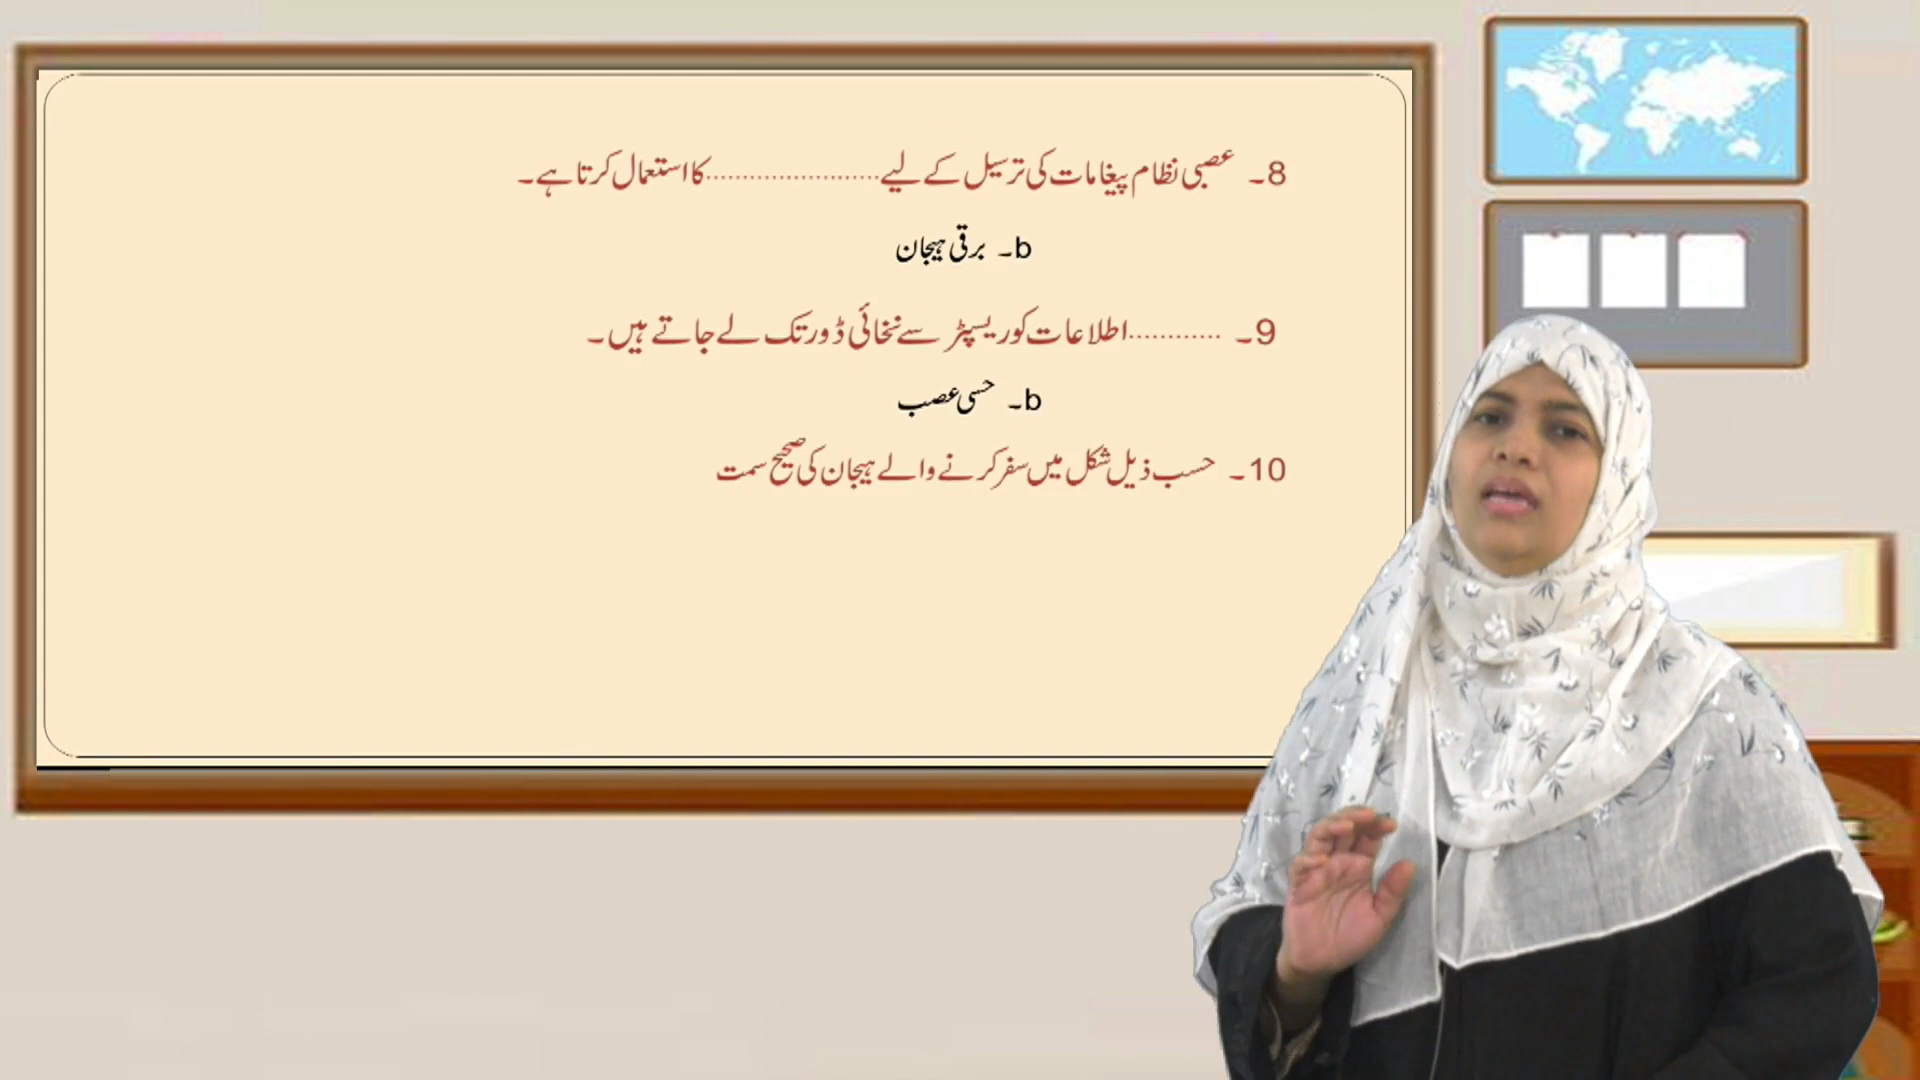 8۔ عصبی نظام پیغامات کی ترسیل کے لیے........................کا استعمال کرتا ہے۔
b۔ برقی ہیجان
9۔ ............اطلاعات کو ریسپٹر سے نخائی ڈور تک لے جاتے ہیں۔
b۔ حسی عصب
10۔ حسب ذیل شکل میں سفر کرنے والے ہیجان کی صحیح سمت